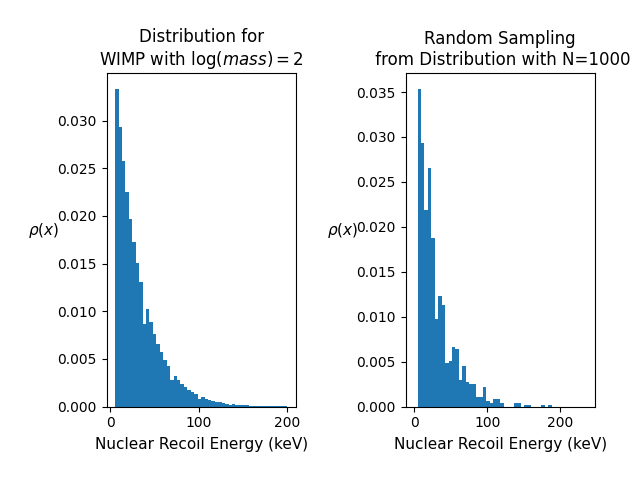 Distribution for
WIMP with log(mass) = 2
0.030
0.025
0.020
0.015
0.010
0.005
0.000
ρ(x)
0 100 200
Nuclear Recoil Energy (keV)
Random Sampling
from Distribution with N=1000
0.035
0.030
0.025
0.020
0.015
0.010
0.005
0.000
ρ(x)
0 100 200
Nuclear Recoil Energy (keV)